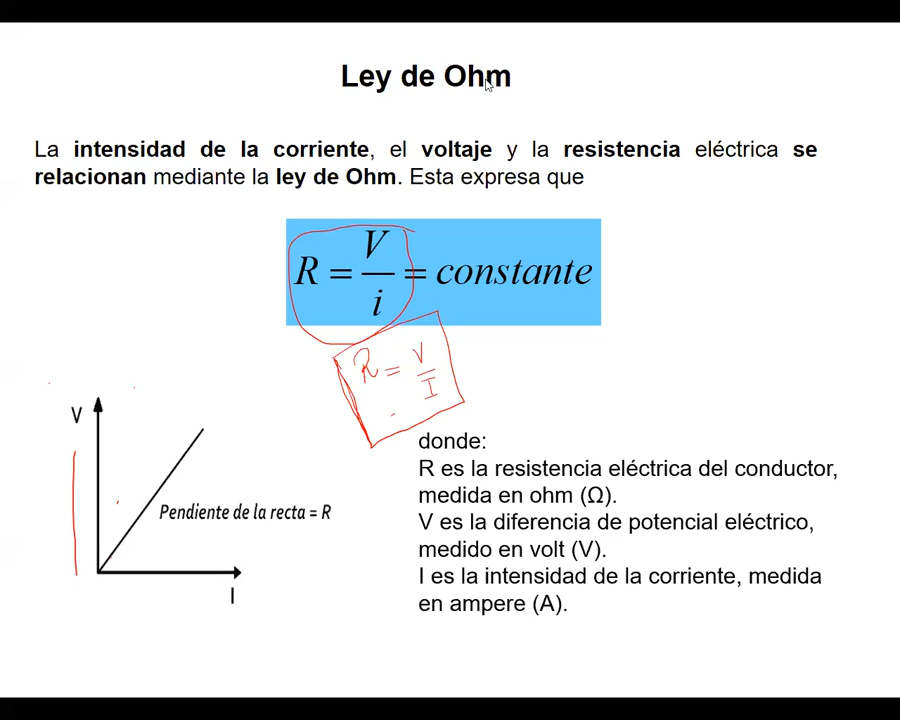 Ley de Ohm
La intensidad de la corriente, el voltaje y la resistencia eléctrica se
relacionan mediante la ley de Ohm. Esta expresa que
R = V/i = constante
R = V/I
V
Pendiente de la recta = R
I
donde:
R es la resistencia eléctrica del conductor,
medida en ohm (Ω).
V es la diferencia de potencial eléctrico,
medido en volt (V).
I es la intensidad de la corriente, medida
en ampere (A).